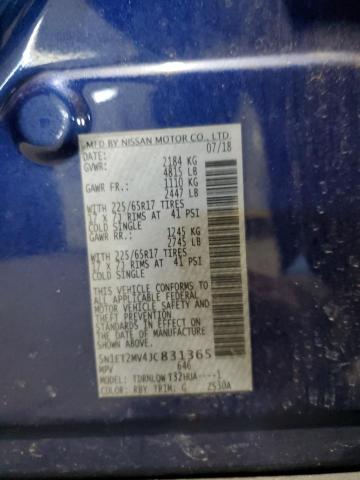 MFD BY NISSAN MOTOR CO., LTD.
DATE: 07/18
GVWR: 2184 KG
4815 LB
GAWR FR.: 1110 KG
2447 LB
WITH 225/65R17 TIRES
17 X 7J RIMS AT 41 PSI
COLD SINGLE
GAWR RR.: 1245 KG
2745 LB
WITH 225/65R17 TIRES
17 X 7J RIMS AT 41 PSI
COLD SINGLE
THIS VEHICLE CONFORMS TO
ALL APPLICABLE FEDERAL
MOTOR VEHICLE SAFETY
AND THEFT PREVENTION
STANDARDS IN EFFECT
ON THE DATE OF
MANUFACTURE SHOWN ABOVE.
831365
MPV 646
MODEL: T32HUA----1
COLOR: RBY TRIM: G Z530A